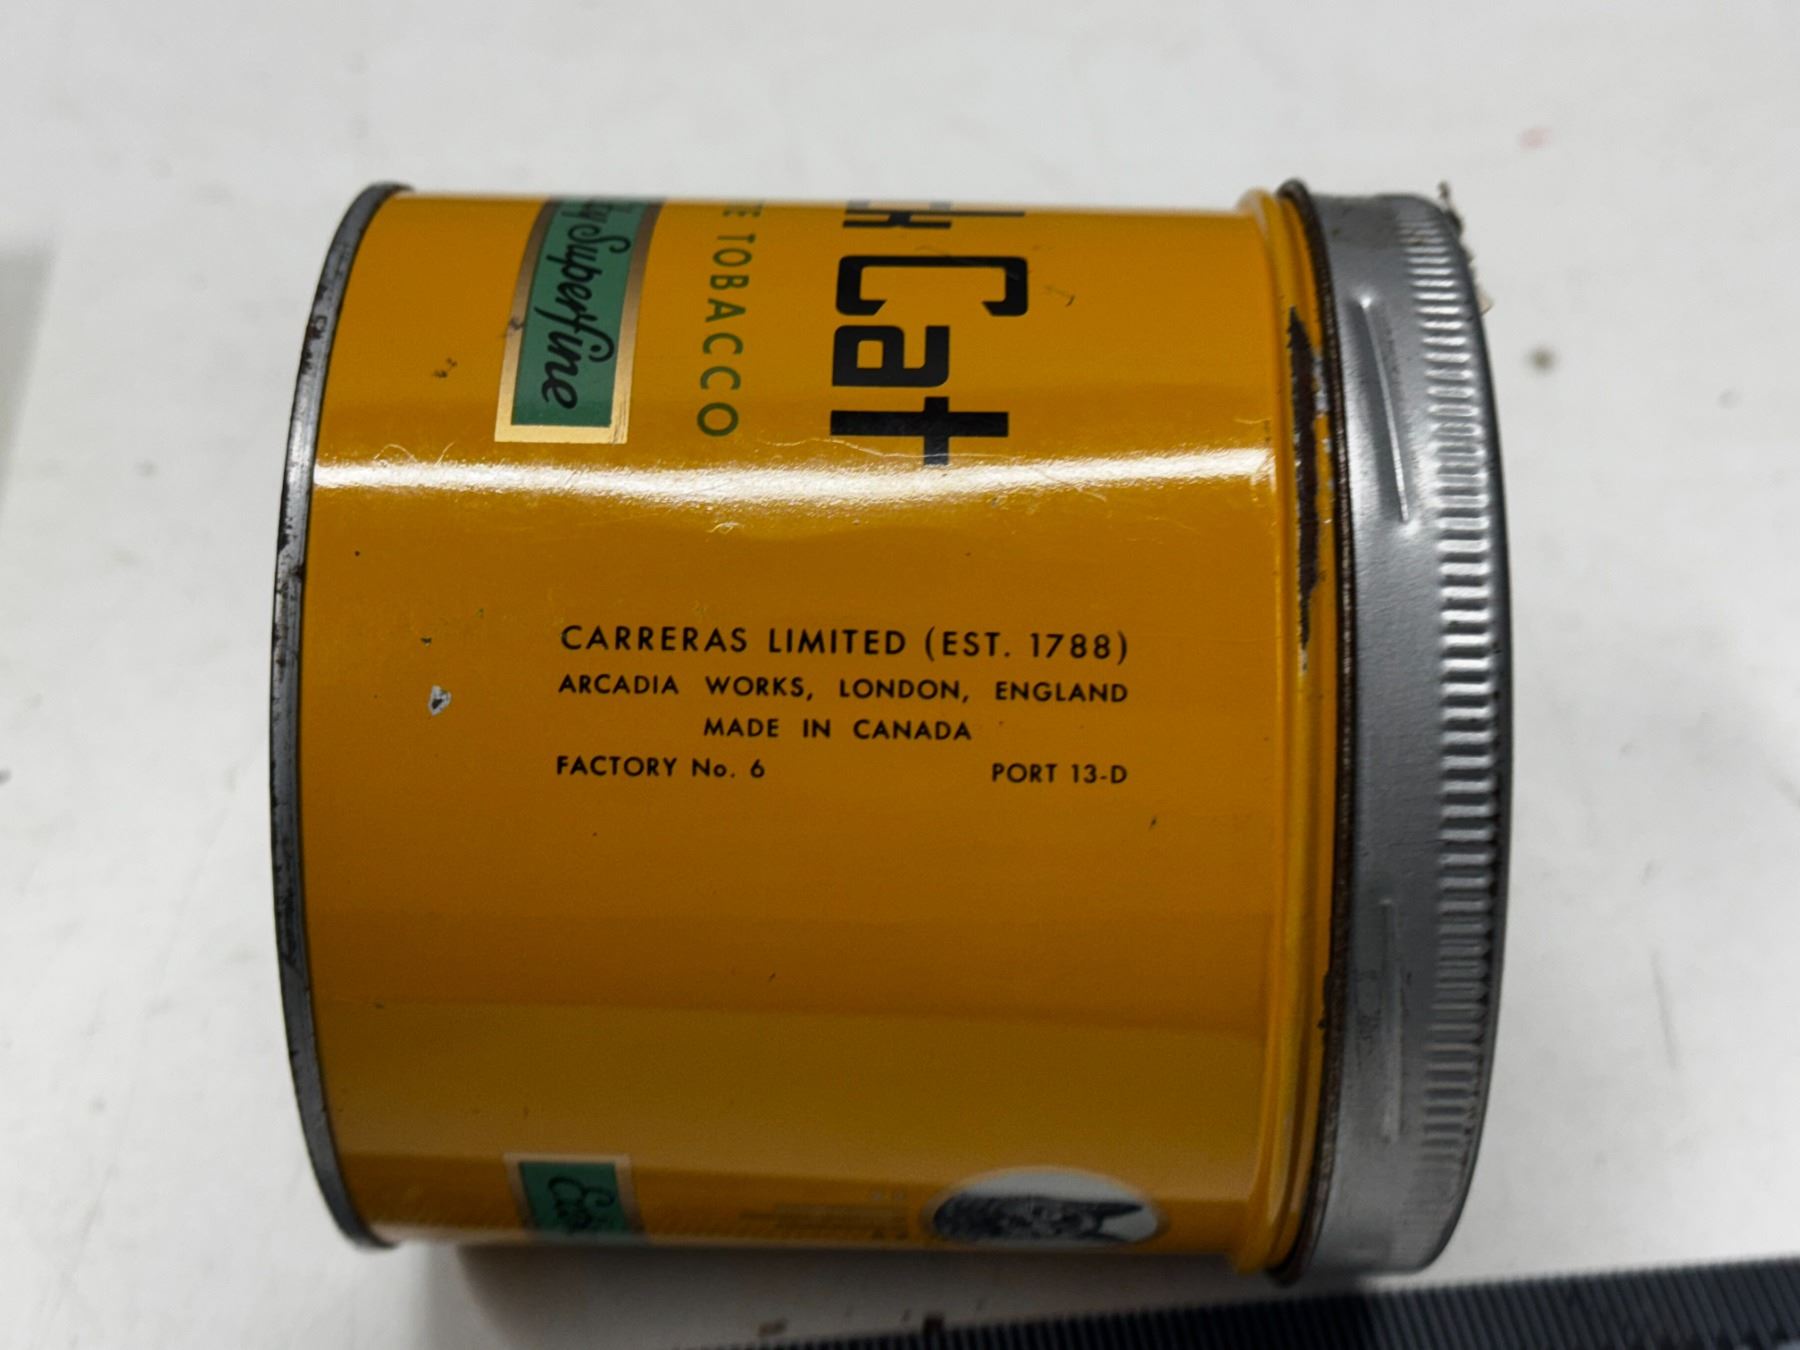 Cat
TOBACCO
Superfine
CARRERAS LIMITED (EST. 1788)
ARCADIA WORKS, LONDON, ENGLAND
MADE IN CANADA
FACTORY No. 6 PORT 13-D